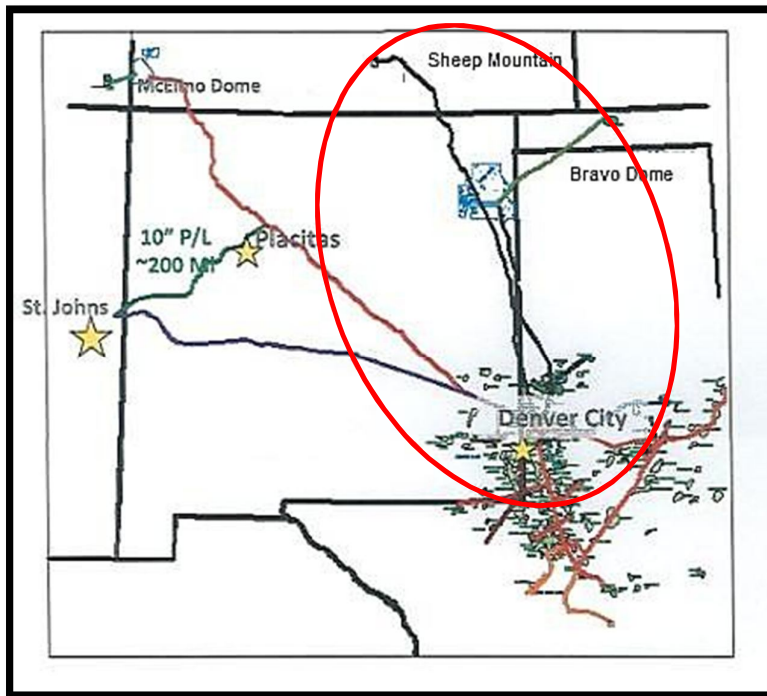 Sheep Mountain
McElmo Dome
Bravo Dome
10" P/L
~200 MI
Placitas
St. Johns
Denver City